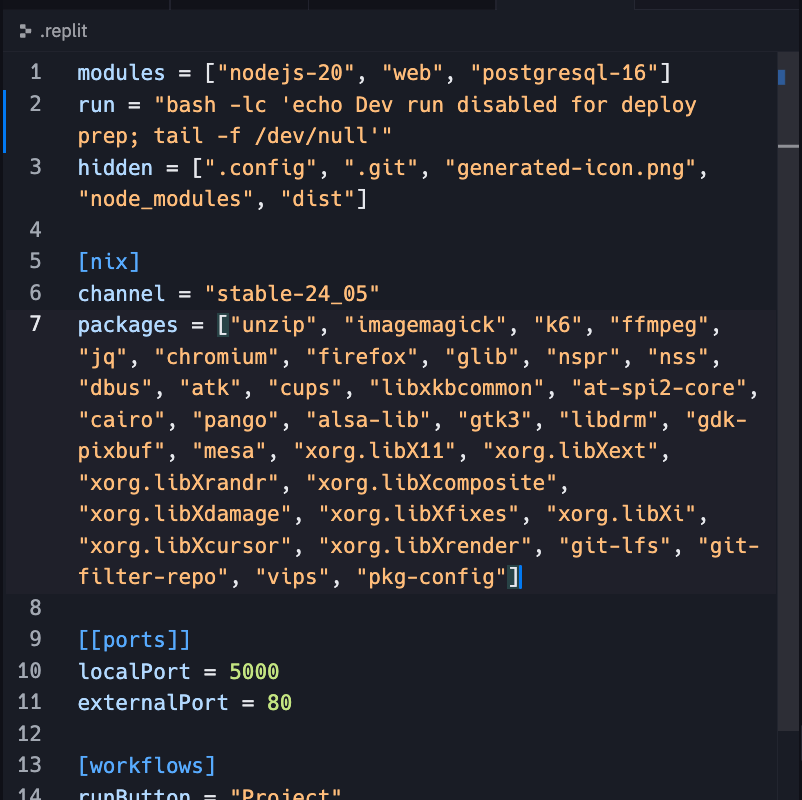 .replit
1 modules = ["nodejs-20", "web", "postgresql-16"]
2 run = "bash -lc 'echo Dev run disabled for deploy
prep; tail -f /dev/null'"
3 hidden = [".config", ".git", "generated-icon.png",
"node_modules", "dist"]
4
5 [nix]
6 channel = "stable-24_05"
7 packages = ["unzip", "imagemagick", "k6", "ffmpeg",
"jq", "chromium", "firefox", "glib", "nspr", "nss",
"dbus", "atk", "cups", "libxkbcommon", "at-spi2-core",
"cairo", "pango", "alsa-lib", "gtk3", "libdrm", "gdk-
pixbuf", "mesa", "xorg.libX11", "xorg.libXext",
"xorg.libXrandr", "xorg.libXcomposite",
"xorg.libXdamage", "xorg.libXfixes", "xorg.libXi",
"xorg.libXcursor", "xorg.libXrender", "git-lfs", "git-
filter-repo", "vips", "pkg-config"]
8
9 [[ports]]
10 localPort = 5000
11 externalPort = 80
12
13 [workflows]
14 runButton = "Project"